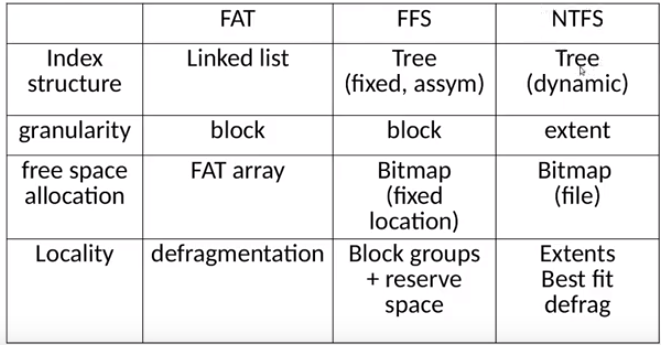 FAT FFS NTFS
Index structure Linked list Tree (fixed, assym) Tree (dynamic)
granularity block block extent
free space allocation FAT array Bitmap (fixed location) Bitmap (file)
Locality defragmentation Block groups + reserve space Extents Best fit defrag